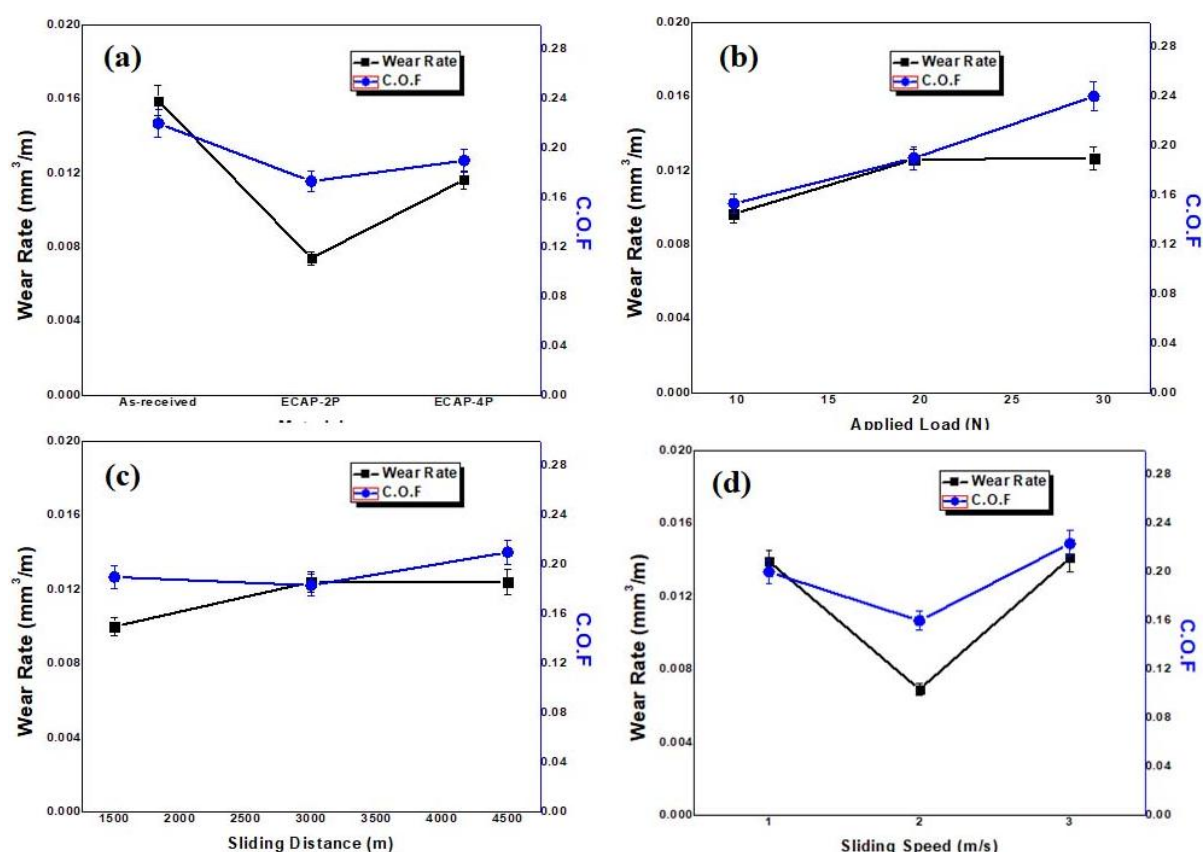 (a)
Wear Rate
C.O.F
Wear Rate (mm³/m)
0.020
0.016
0.012
0.008
0.004
0.000
0.28
0.24
0.20
0.16
0.12
0.08
0.04
0.00
C.O.F
As-received ECAP-2P ECAP-4P
(b)
Wear Rate
C.O.F
Wear Rate (mm³/m)
0.020
0.016
0.012
0.008
0.004
0.000
0.28
0.24
0.20
0.16
0.12
0.08
0.04
0.00
C.O.F
10 15 20 25 30
Applied Load (N)
(c)
Wear Rate
C.O.F
Wear Rate (mm³/m)
0.020
0.016
0.012
0.008
0.004
0.000
0.28
0.24
0.20
0.16
0.12
0.08
0.04
0.00
C.O.F
1500 2000 2500 3000 3500 4000 4500
Sliding Distance (m)
(d)
Wear Rate
C.O.F
Wear Rate (mm³/m)
0.020
0.016
0.012
0.008
0.004
0.000
0.28
0.24
0.20
0.16
0.12
0.08
0.04
0.00
C.O.F
1 2 3
Sliding Speed (m/s)